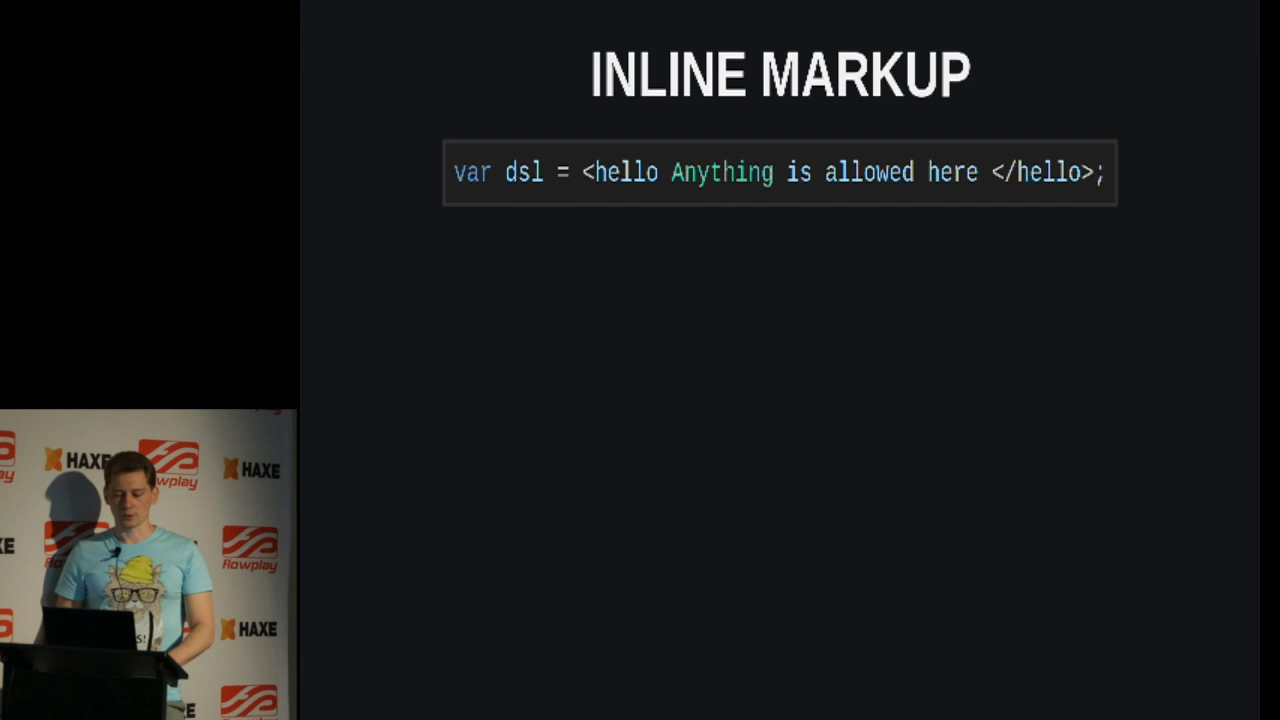 INLINE MARKUP
var dsl = <hello Anything is allowed here </hello>;
HAXE
flowplay
HAXE
flowplay
HAXE
S!